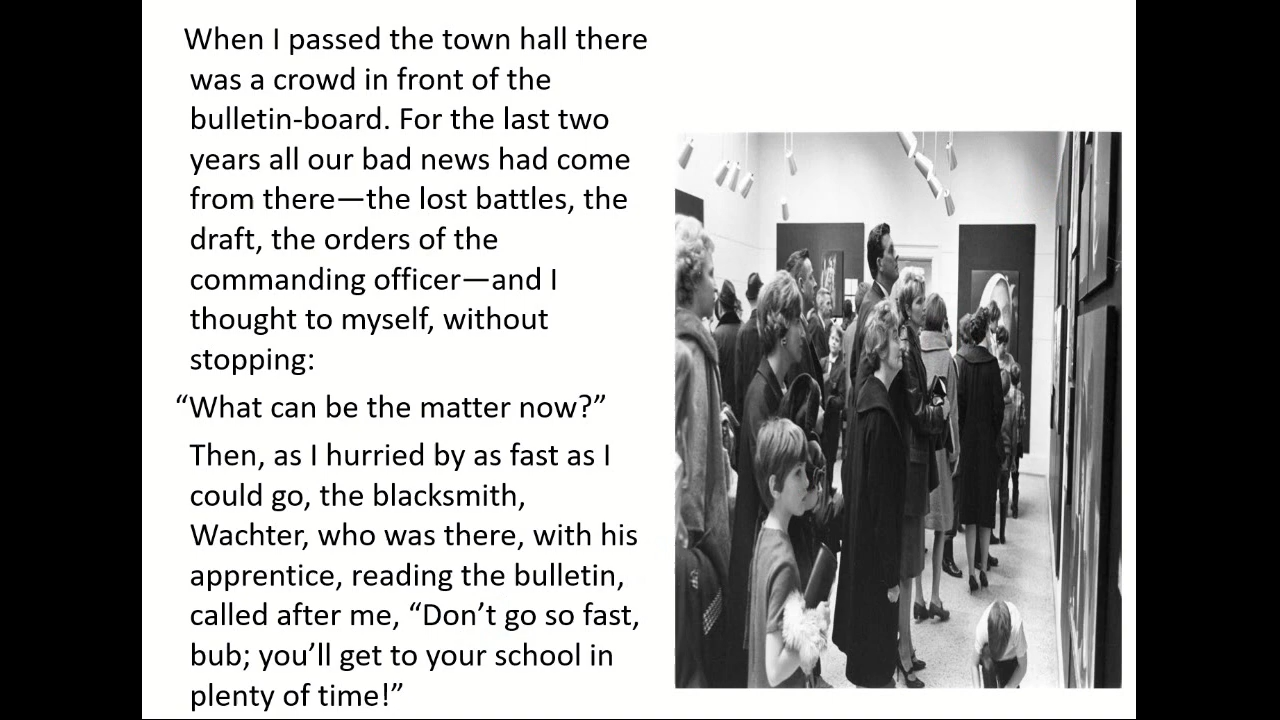 When I passed the town hall there
was a crowd in front of the
bulletin-board. For the last two
years all our bad news had come
from there—the lost battles, the
draft, the orders of the
commanding officer—and I
thought to myself, without
stopping:
“What can be the matter now?”
Then, as I hurried by as fast as I
could go, the blacksmith,
Wachter, who was there, with his
apprentice, reading the bulletin,
called after me, “Don’t go so fast,
bub; you’ll get to your school in
plenty of time!”